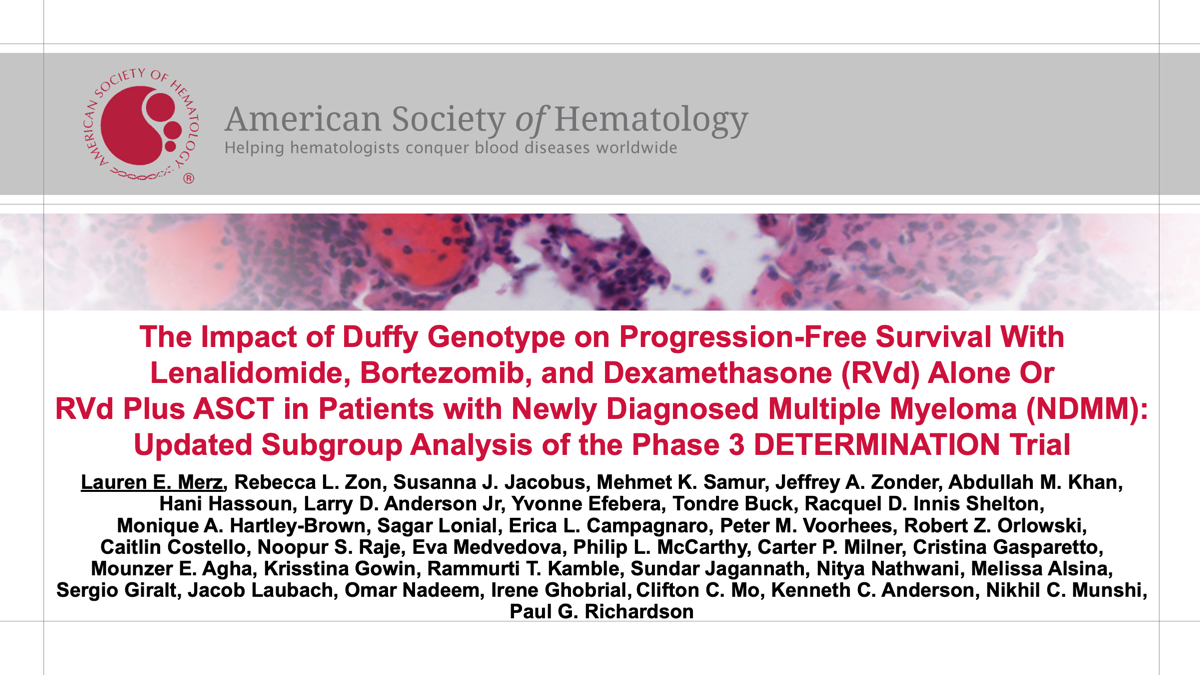 AMERICAN SOCIETY OF HEMATOLOGY
®
American Society of Hematology
Helping hematologists conquer blood diseases worldwide
The Impact of Duffy Genotype on Progression-Free Survival With
Lenalidomide, Bortezomib, and Dexamethasone (RVd) Alone Or
RVd Plus ASCT in Patients with Newly Diagnosed Multiple Myeloma (NDMM):
Updated Subgroup Analysis of the Phase 3 DETERMINATION Trial
Lauren E. Merz, Rebecca L. Zon, Susanna J. Jacobus, Mehmet K. Samur, Jeffrey A. Zonder, Abdullah M. Khan,
Hani Hassoun, Larry D. Anderson Jr, Yvonne Efebera, Tondre Buck, Racquel D. Innis Shelton,
Monique A. Hartley-Brown, Sagar Lonial, Erica L. Campagnaro, Peter M. Voorhees, Robert Z. Orlowski,
Caitlin Costello, Noopur S. Raje, Eva Medvedova, Philip L. McCarthy, Carter P. Milner, Cristina Gasparetto,
Mounzer E. Agha, Krisstina Gowin, Rammurti T. Kamble, Sundar Jagannath, Nitya Nathwani, Melissa Alsina,
Sergio Giralt, Jacob Laubach, Omar Nadeem, Irene Ghobrial, Clifton C. Mo, Kenneth C. Anderson, Nikhil C. Munshi,
Paul G. Richardson